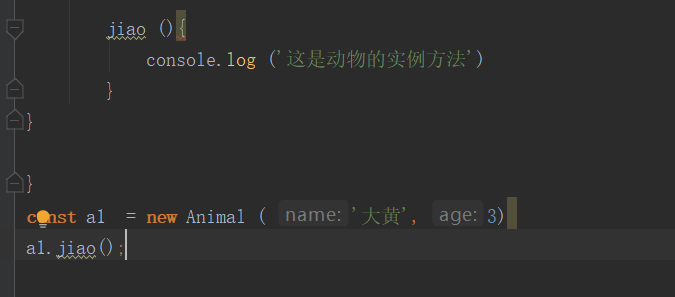 jiao (){
console.log ('这是动物的实例方法')
}
}
}
const a1 = new Animal ( name: '大黄', age: 3)
a1.jiao();